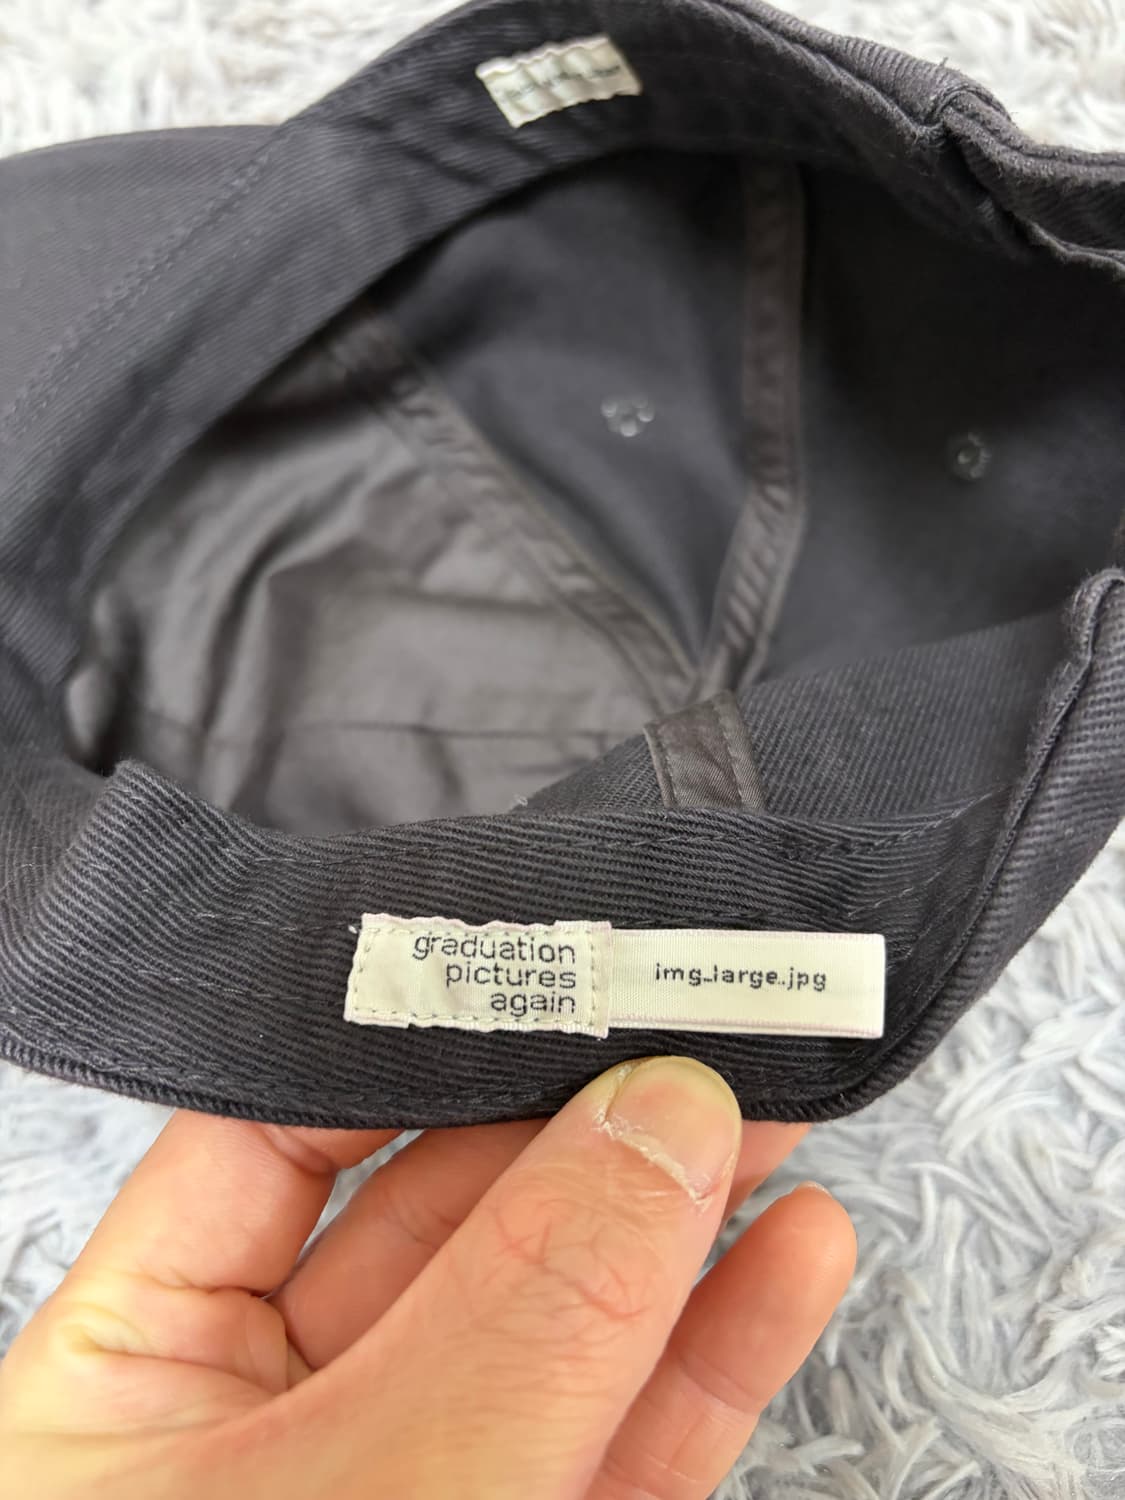 graduation
pictures
again
img_large.jpg